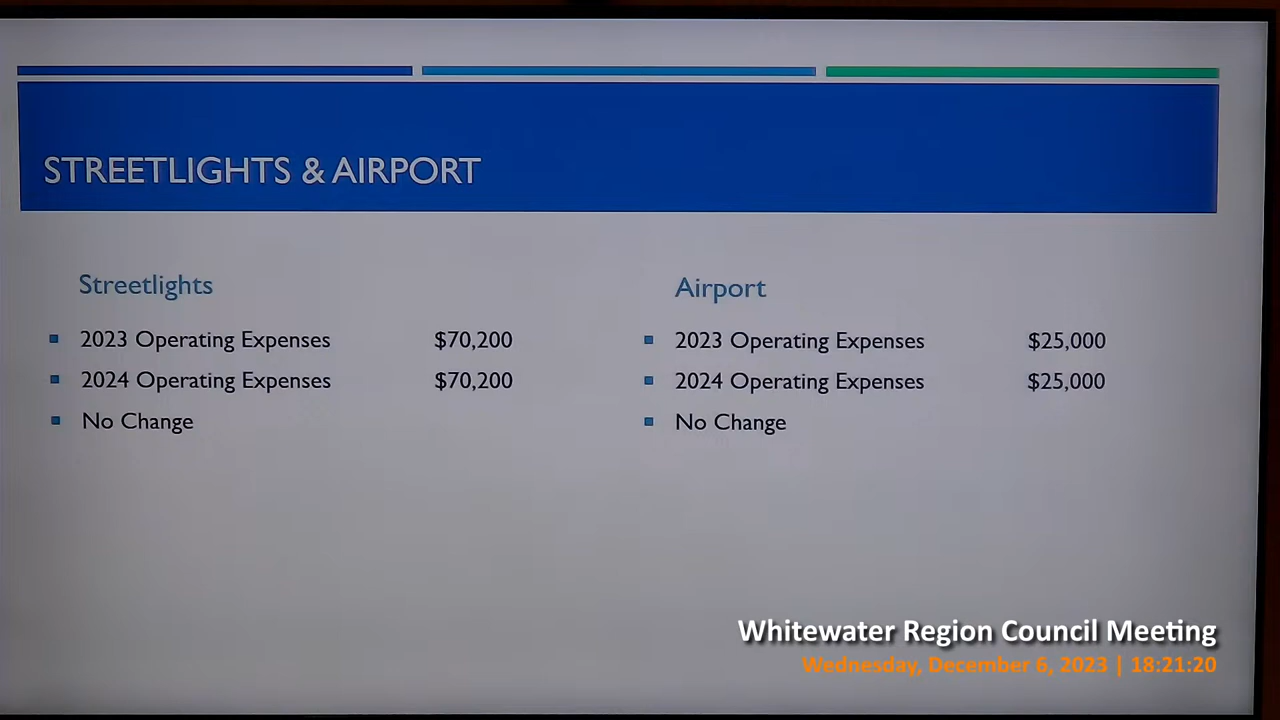 STREETLIGHTS & AIRPORT
Streetlights
2023 Operating Expenses $70,200
2024 Operating Expenses $70,200
No Change
Airport
2023 Operating Expenses $25,000
2024 Operating Expenses $25,000
No Change
Whitewater Region Council Meeting
Wednesday, December 6, 2023 | 18:21:20